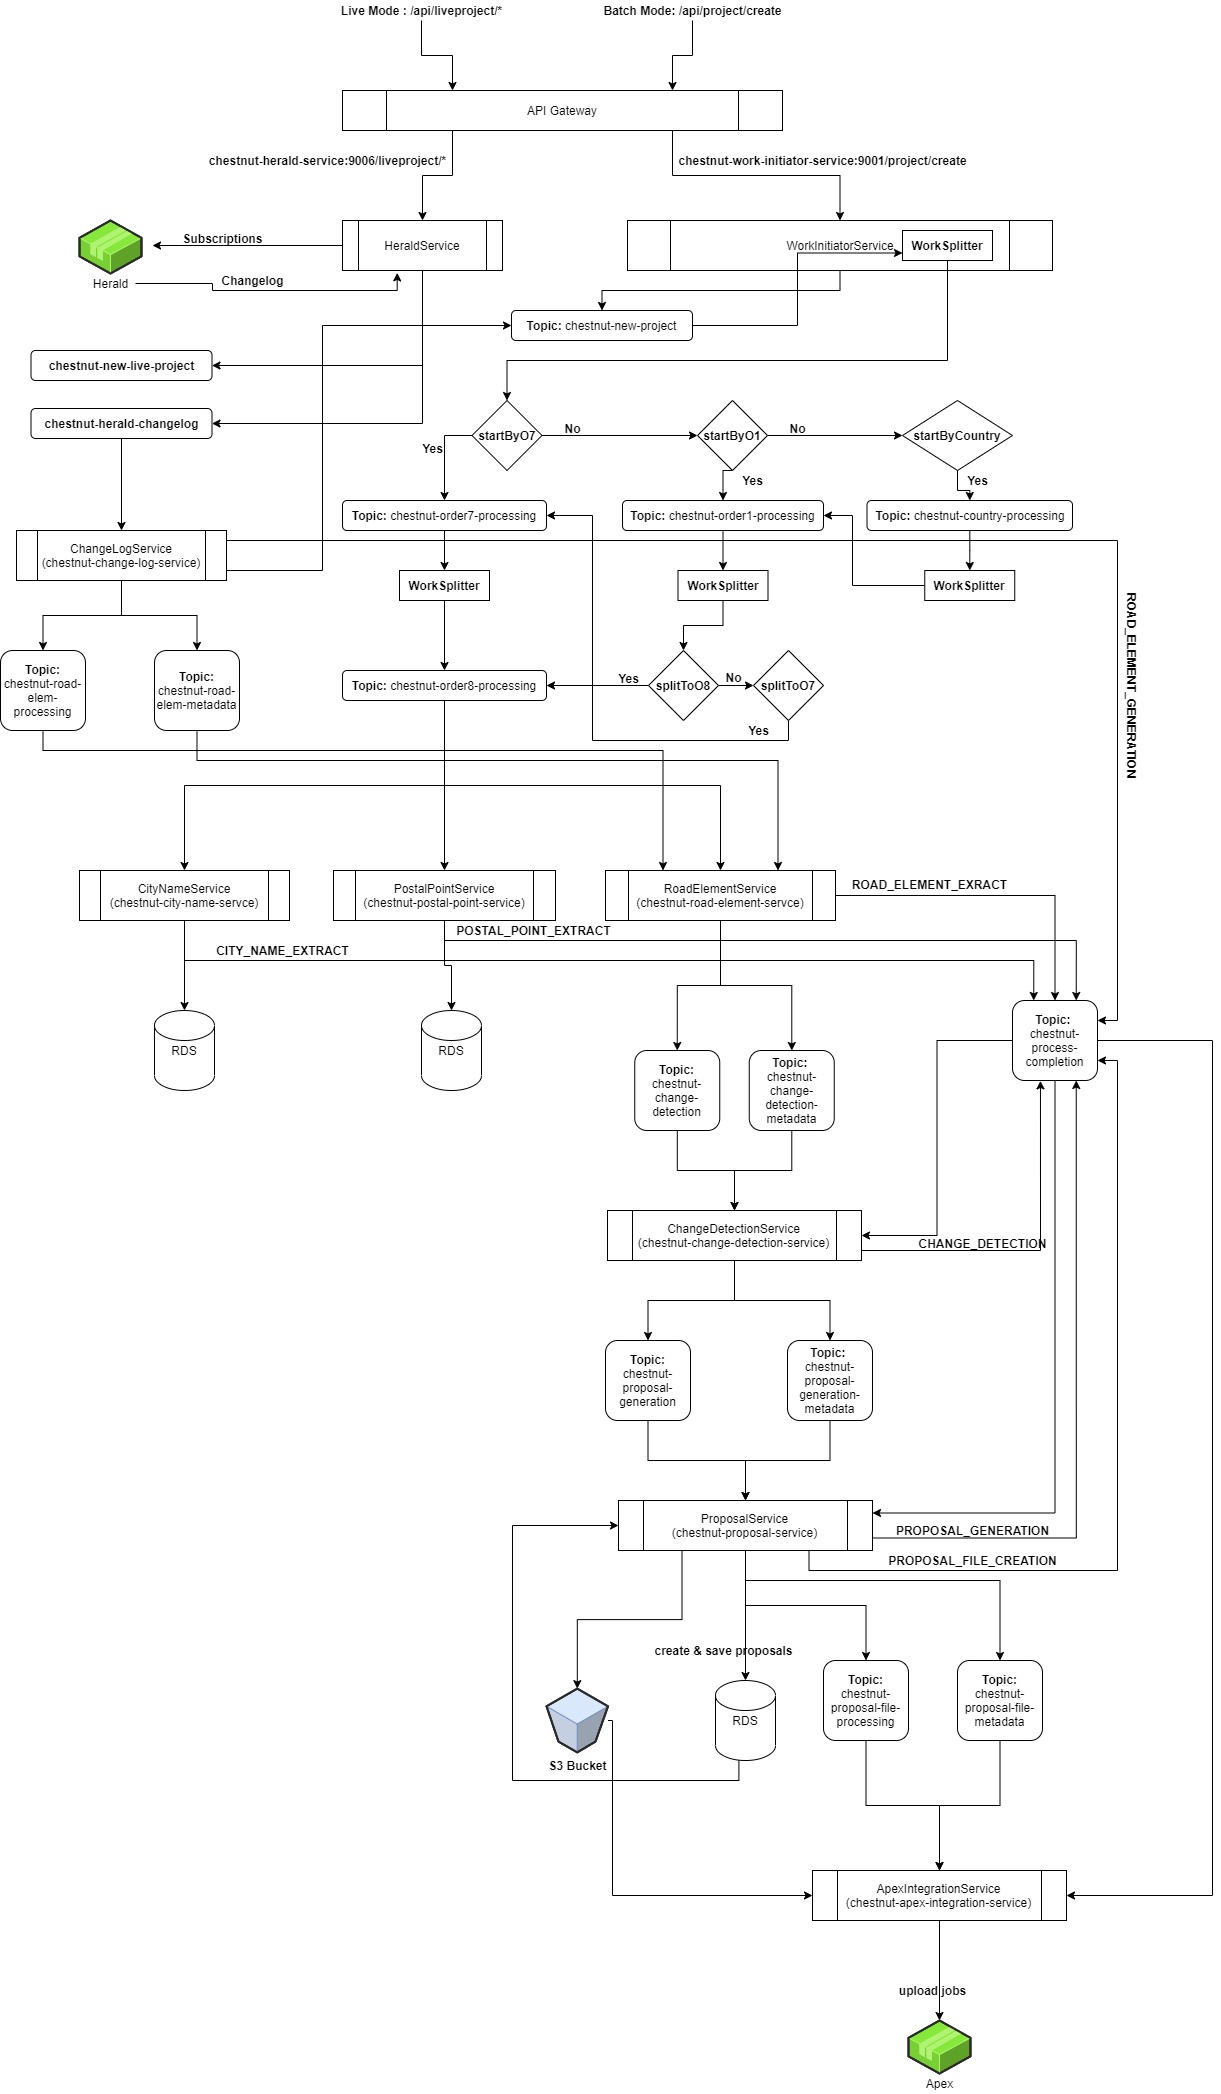 Live Mode : /api/liveproject/*
Batch Mode: /api/project/create
API Gateway
chestnut-herald-service:9006/liveproject/*
chestnut-work-initiator-service:9001/project/create
HeraldService
WorkInitiatorService
WorkSplitter
Subscriptions
Herald
Changelog
Topic: chestnut-new-project
chestnut-new-live-project
chestnut-herald-changelog
startByO7
No
startByO1
No
startByCountry
Yes
Yes
Yes
Topic: chestnut-order7-processing
Topic: chestnut-order1-processing
Topic: chestnut-country-processing
ChangeLogService
(chestnut-change-log-service)
WorkSplitter
WorkSplitter
WorkSplitter
ROAD_ELEMENT_GENERATION
Topic:
chestnut-road-
elem-
processing
Topic:
chestnut-road-
elem-metadata
Topic: chestnut-order8-processing
Yes
splitToO8
No
splitToO7
Yes
CityNameService
(chestnut-city-name-servce)
PostalPointService
(chestnut-postal-point-service)
RoadElementService
(chestnut-road-element-servce)
ROAD_ELEMENT_EXRACT
POSTAL_POINT_EXTRACT
CITY_NAME_EXTRACT
RDS
RDS
Topic:
chestnut-
process-
completion
Topic:
chestnut-
change-
detection
Topic:
chestnut-
change-
detection-
metadata
ChangeDetectionService
(chestnut-change-detection-service)
CHANGE_DETECTION
Topic:
chestnut-
proposal-
generation
Topic:
chestnut-
proposal-
generation-
metadata
ProposalService
(chestnut-proposal-service)
PROPOSAL_GENERATION
PROPOSAL_FILE_CREATION
create & save proposals
S3 Bucket
RDS
Topic:
chestnut-
proposal-file-
processing
Topic:
chestnut-
proposal-file-
metadata
ApexIntegrationService
(chestnut-apex-integration-service)
upload jobs
Apex